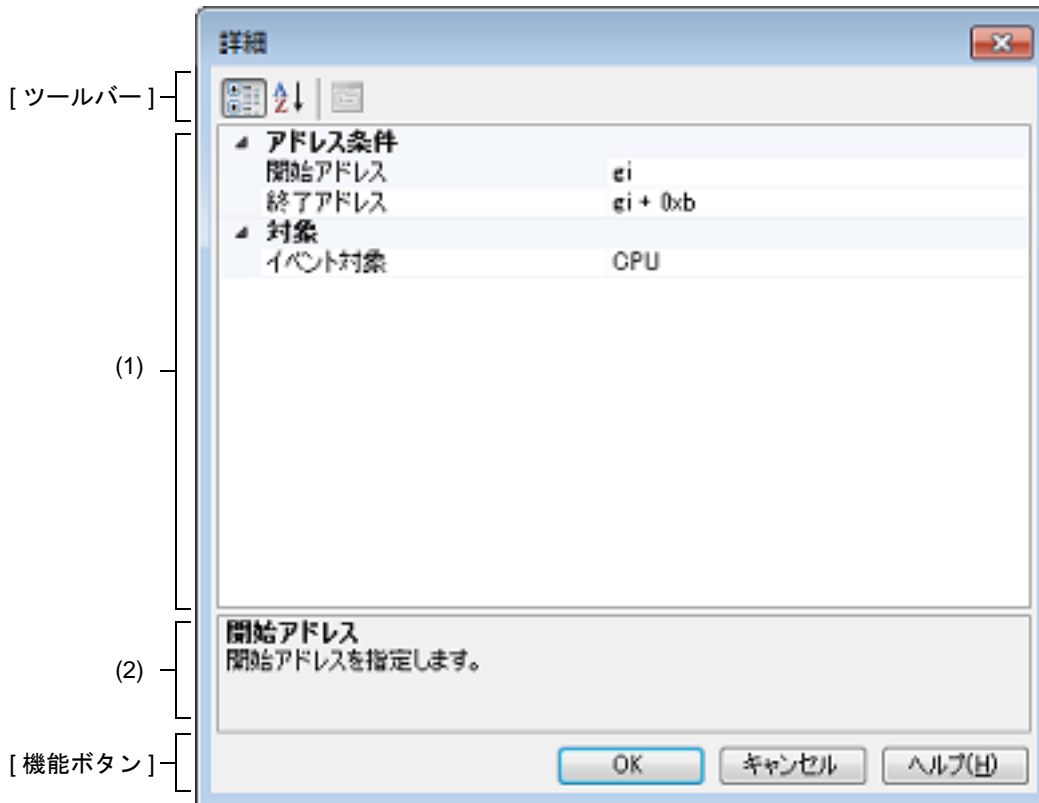 詳細
[ ツールバー ]
アドレス条件
開始アドレス gi
終了アドレス gi + 0xb
対象
イベント対象 CPU
(1)
開始アドレス
開始アドレスを指定します。
(2)
[ 機能ボタン ]
OK キャンセル ヘルプ(H)